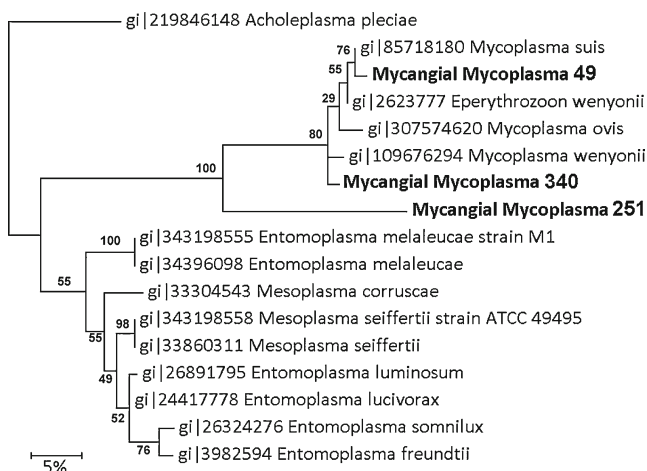 gi|219846148 Acholeplasma pleciae
76 gi|85718180 Mycoplasma suis
55 Mycangial Mycoplasma 49
29 gi|2623777 Eperythrozoon wenyonii
gi|307574620 Mycoplasma ovis
80
gi|109676294 Mycoplasma wenyonii
100
Mycangial Mycoplasma 340
Mycangial Mycoplasma 251
100 gi|343198555 Entomoplasma melaleucae strain M1
gi|34396098 Entomoplasma melaleucae
55
gi|33304543 Mesoplasma corruscae
98 gi|343198558 Mesoplasma seiffertii strain ATCC 49495
55
gi|33860311 Mesoplasma seiffertii
49 gi|26891795 Entomoplasma luminosum
gi|24417778 Entomoplasma lucivorax
52
gi|26324276 Entomoplasma somnilux
76
gi|3982594 Entomoplasma freundtii
5%